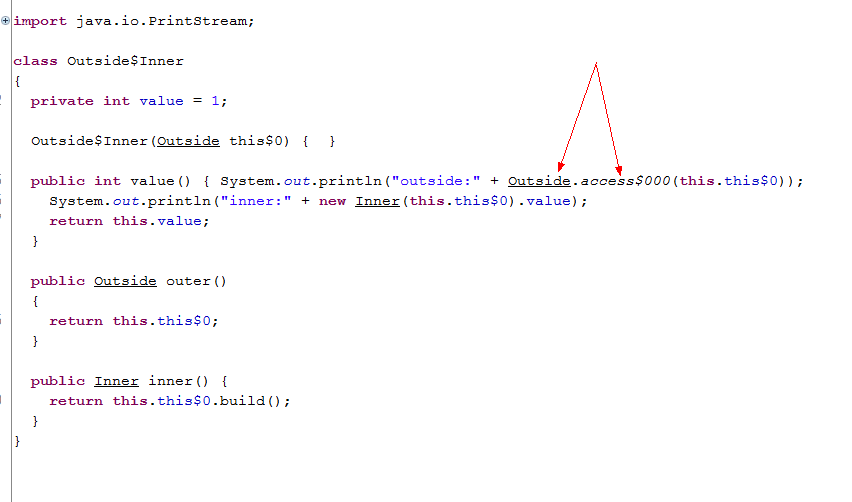 import java.io.PrintStream;
class Outside$Inner
{
private int value = 1;
Outside$Inner(Outside this$0) { }
public int value() { System.out.println("outside:" + Outside.access$000(this.this$0));
System.out.println("inner:" + new Inner(this.this$0).value);
return this.value;
}
public Outside outer()
{
return this.this$0;
}
public Inner inner() {
return this.this$0.build();
}
}